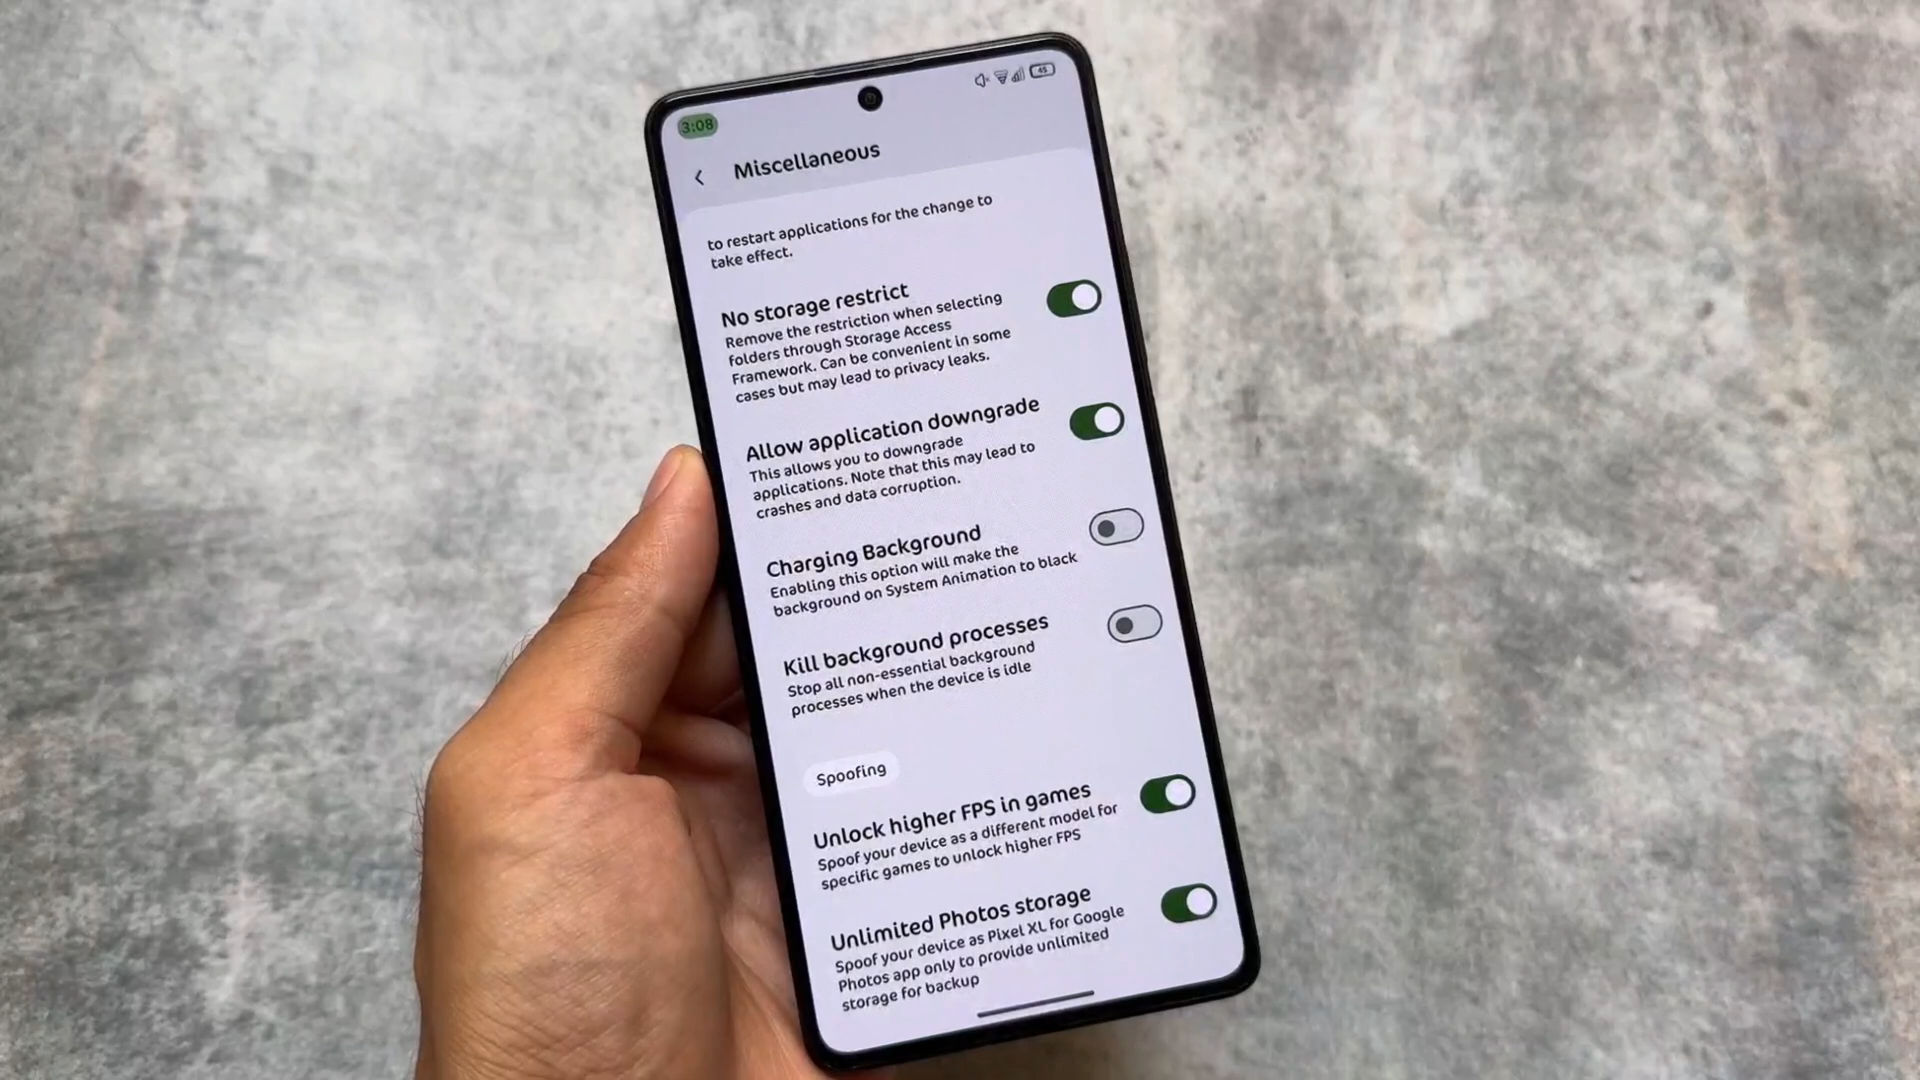 3:08
45
Miscellaneous
to restart applications for the change to
take effect.
No storage restrict
Remove the restriction when selecting
folders through Storage Access
Framework. Can be convenient in some
cases but may lead to privacy leaks.
Allow application downgrade
This allows you to downgrade
applications. Note that this may lead to
crashes and data corruption.
Charging Background
Enabling this option will make the
background on System Animation to black
Kill background processes
Stop all non-essential background
processes when the device is idle
Spoofing
Unlock higher FPS in games
Spoof your device as a different model for
specific games to unlock higher FPS
Unlimited Photos storage
Spoof your device as Pixel XL for Google
Photos app only to provide unlimited
storage for backup